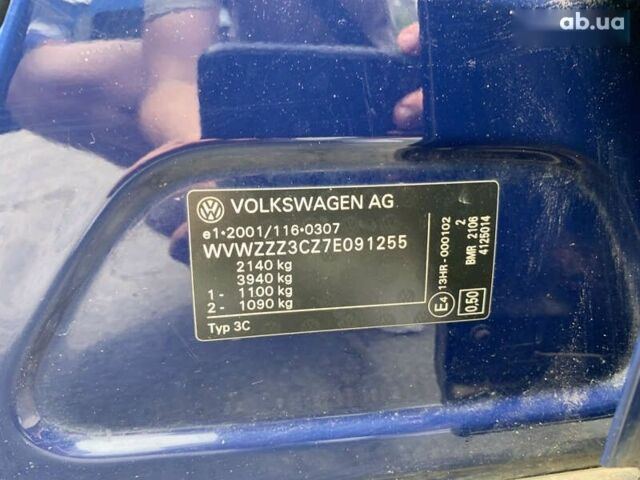 ab.ua
VOLKSWAGEN AG
e1*2001/116*0307
WVWZZZ3CZ7E091255
2140 kg
3940 kg
1 - 1100 kg
2 - 1090 kg
Typ 3C
E4 13HR-000102
2
0,50 BMR 2106
4125014